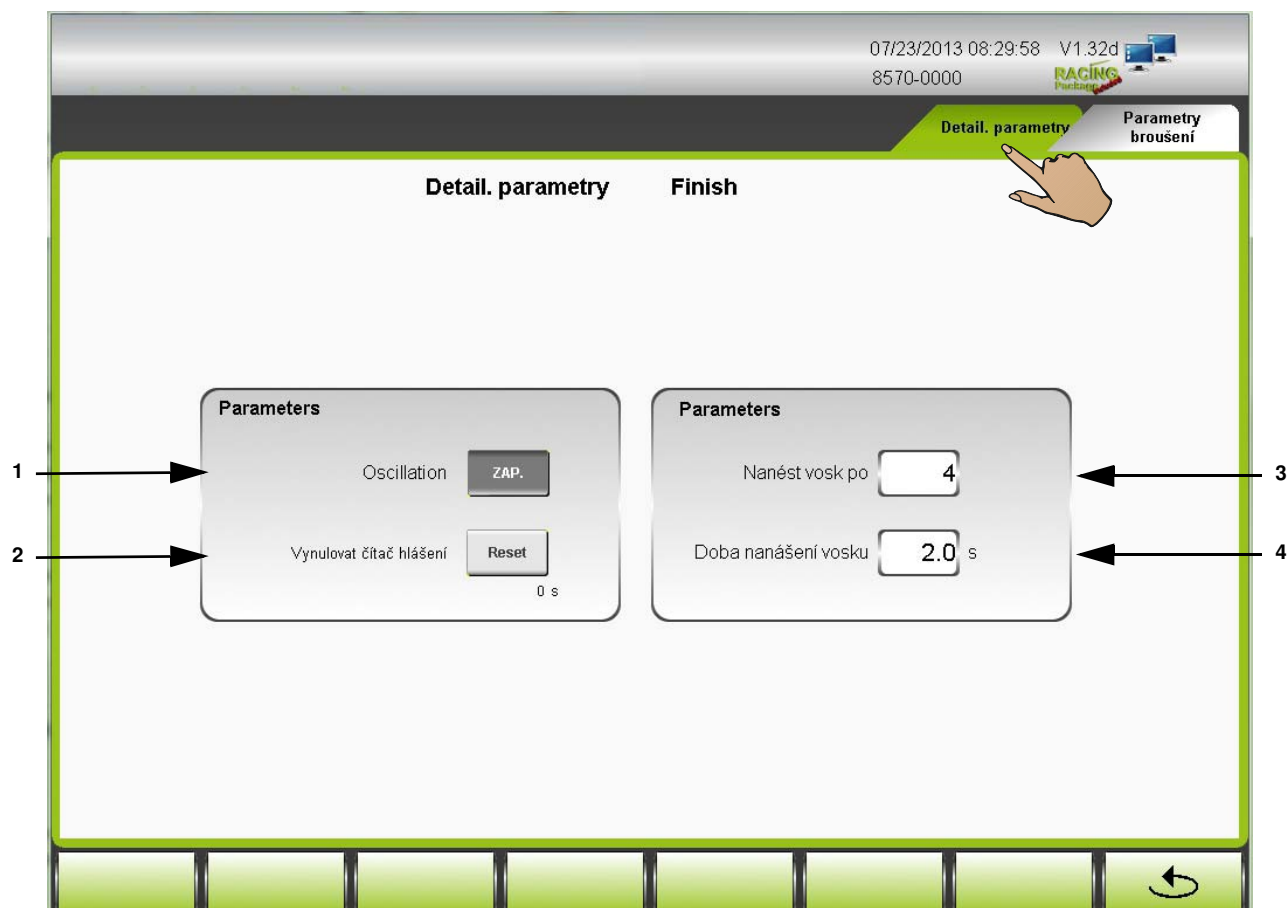 07/23/2013 08:29:58 V1.32d
8570-0000
RACING
Package
Detail. parametry
Parametry
broušení
Detail. parametry Finish
Parameters
1
Oscillation ZAP.
2
Vynulovat čítač hlášení Reset
0 s
Parameters
Nanést vosk po 4
3
Doba nanášení vosku 2.0 s
4